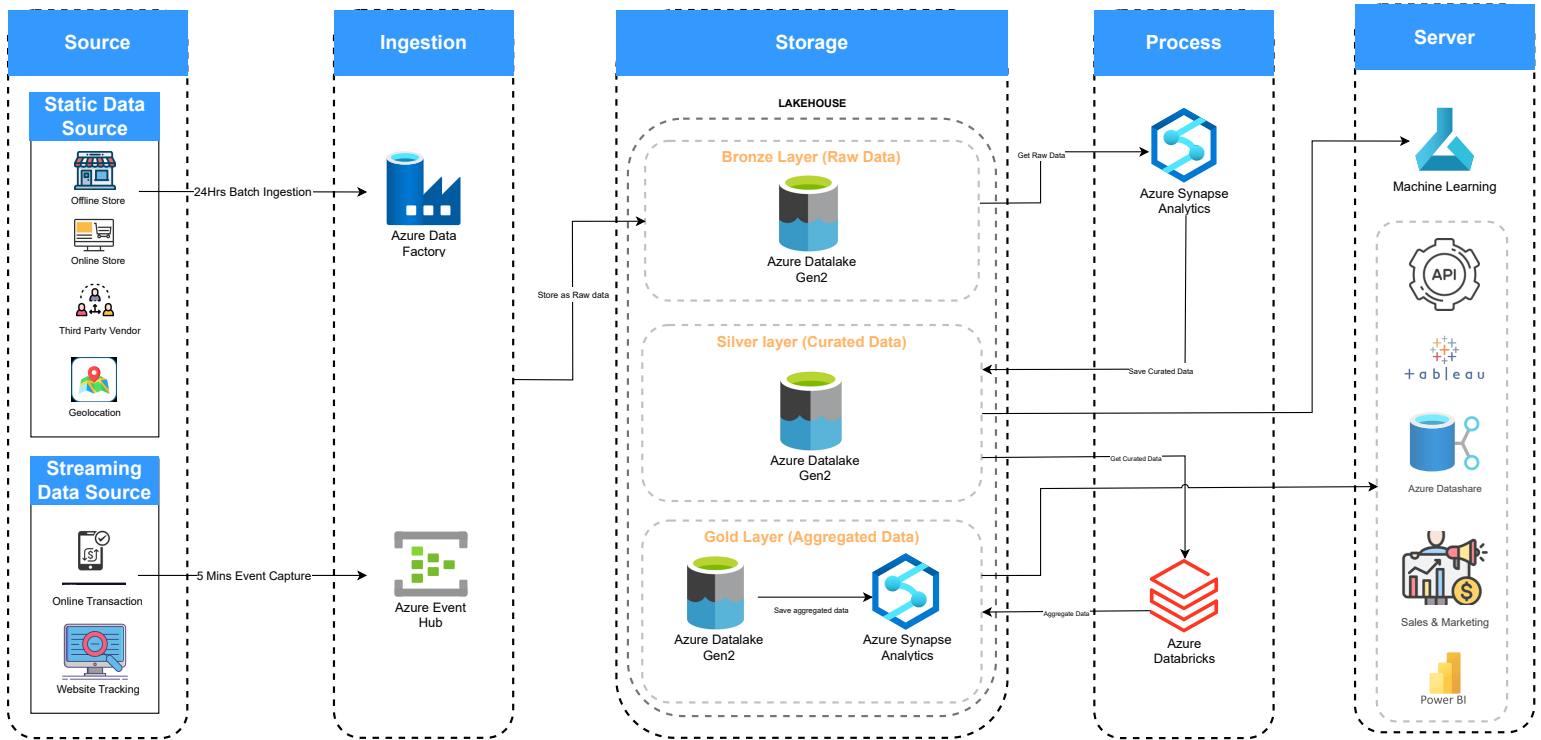 Source
Static Data
Source
Offline Store
Online Store
Third Party Vendor
Geolocation
Streaming
Data Source
Online Transaction
Website Tracking
24Hrs Batch Ingestion
5 Mins Event Capture
Ingestion
Azure Data
Factory
Azure Event
Hub
Store as Raw data
Storage
LAKEHOUSE
Bronze Layer (Raw Data)
Azure Datalake
Gen2
Silver layer (Curated Data)
Azure Datalake
Gen2
Gold Layer (Aggregated Data)
Azure Datalake
Gen2
Save aggregated data
Azure Synapse
Analytics
Get Raw Data
Save Curated Data
Get Curated Data
Aggregate Data
Process
Azure Synapse
Analytics
Azure
Databricks
Server
Machine Learning
API
+ableau
Azure Datashare
Sales & Marketing
Power BI